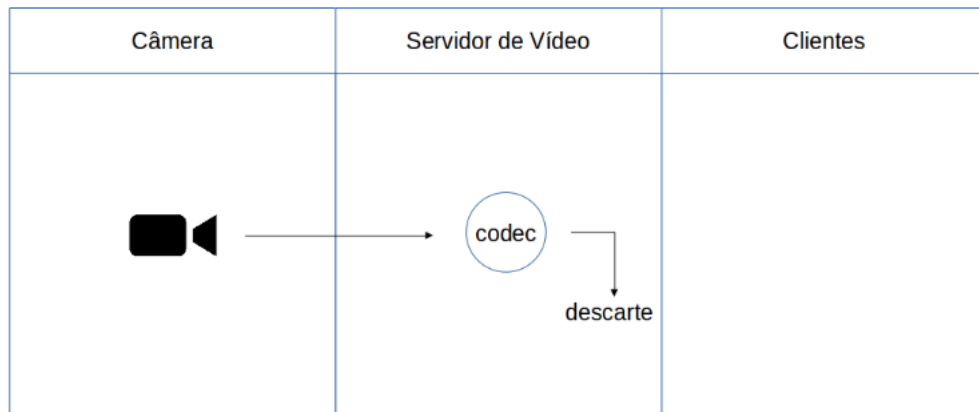 Câmera
Servidor de Vídeo
Clientes
codec
descarte